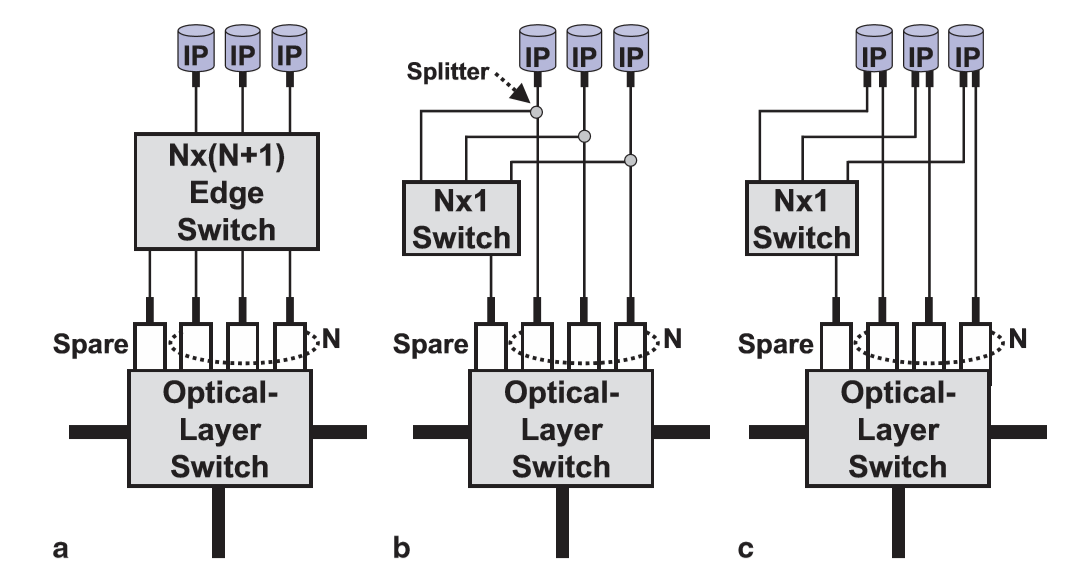 IP IP IP
Nx(N+1)
Edge
Switch
Spare
N
Optical-
Layer
Switch
a
IP IP IP
Splitter
Nx1
Switch
Spare
N
Optical-
Layer
Switch
b
IP IP IP
Nx1
Switch
Spare
N
Optical-
Layer
Switch
c